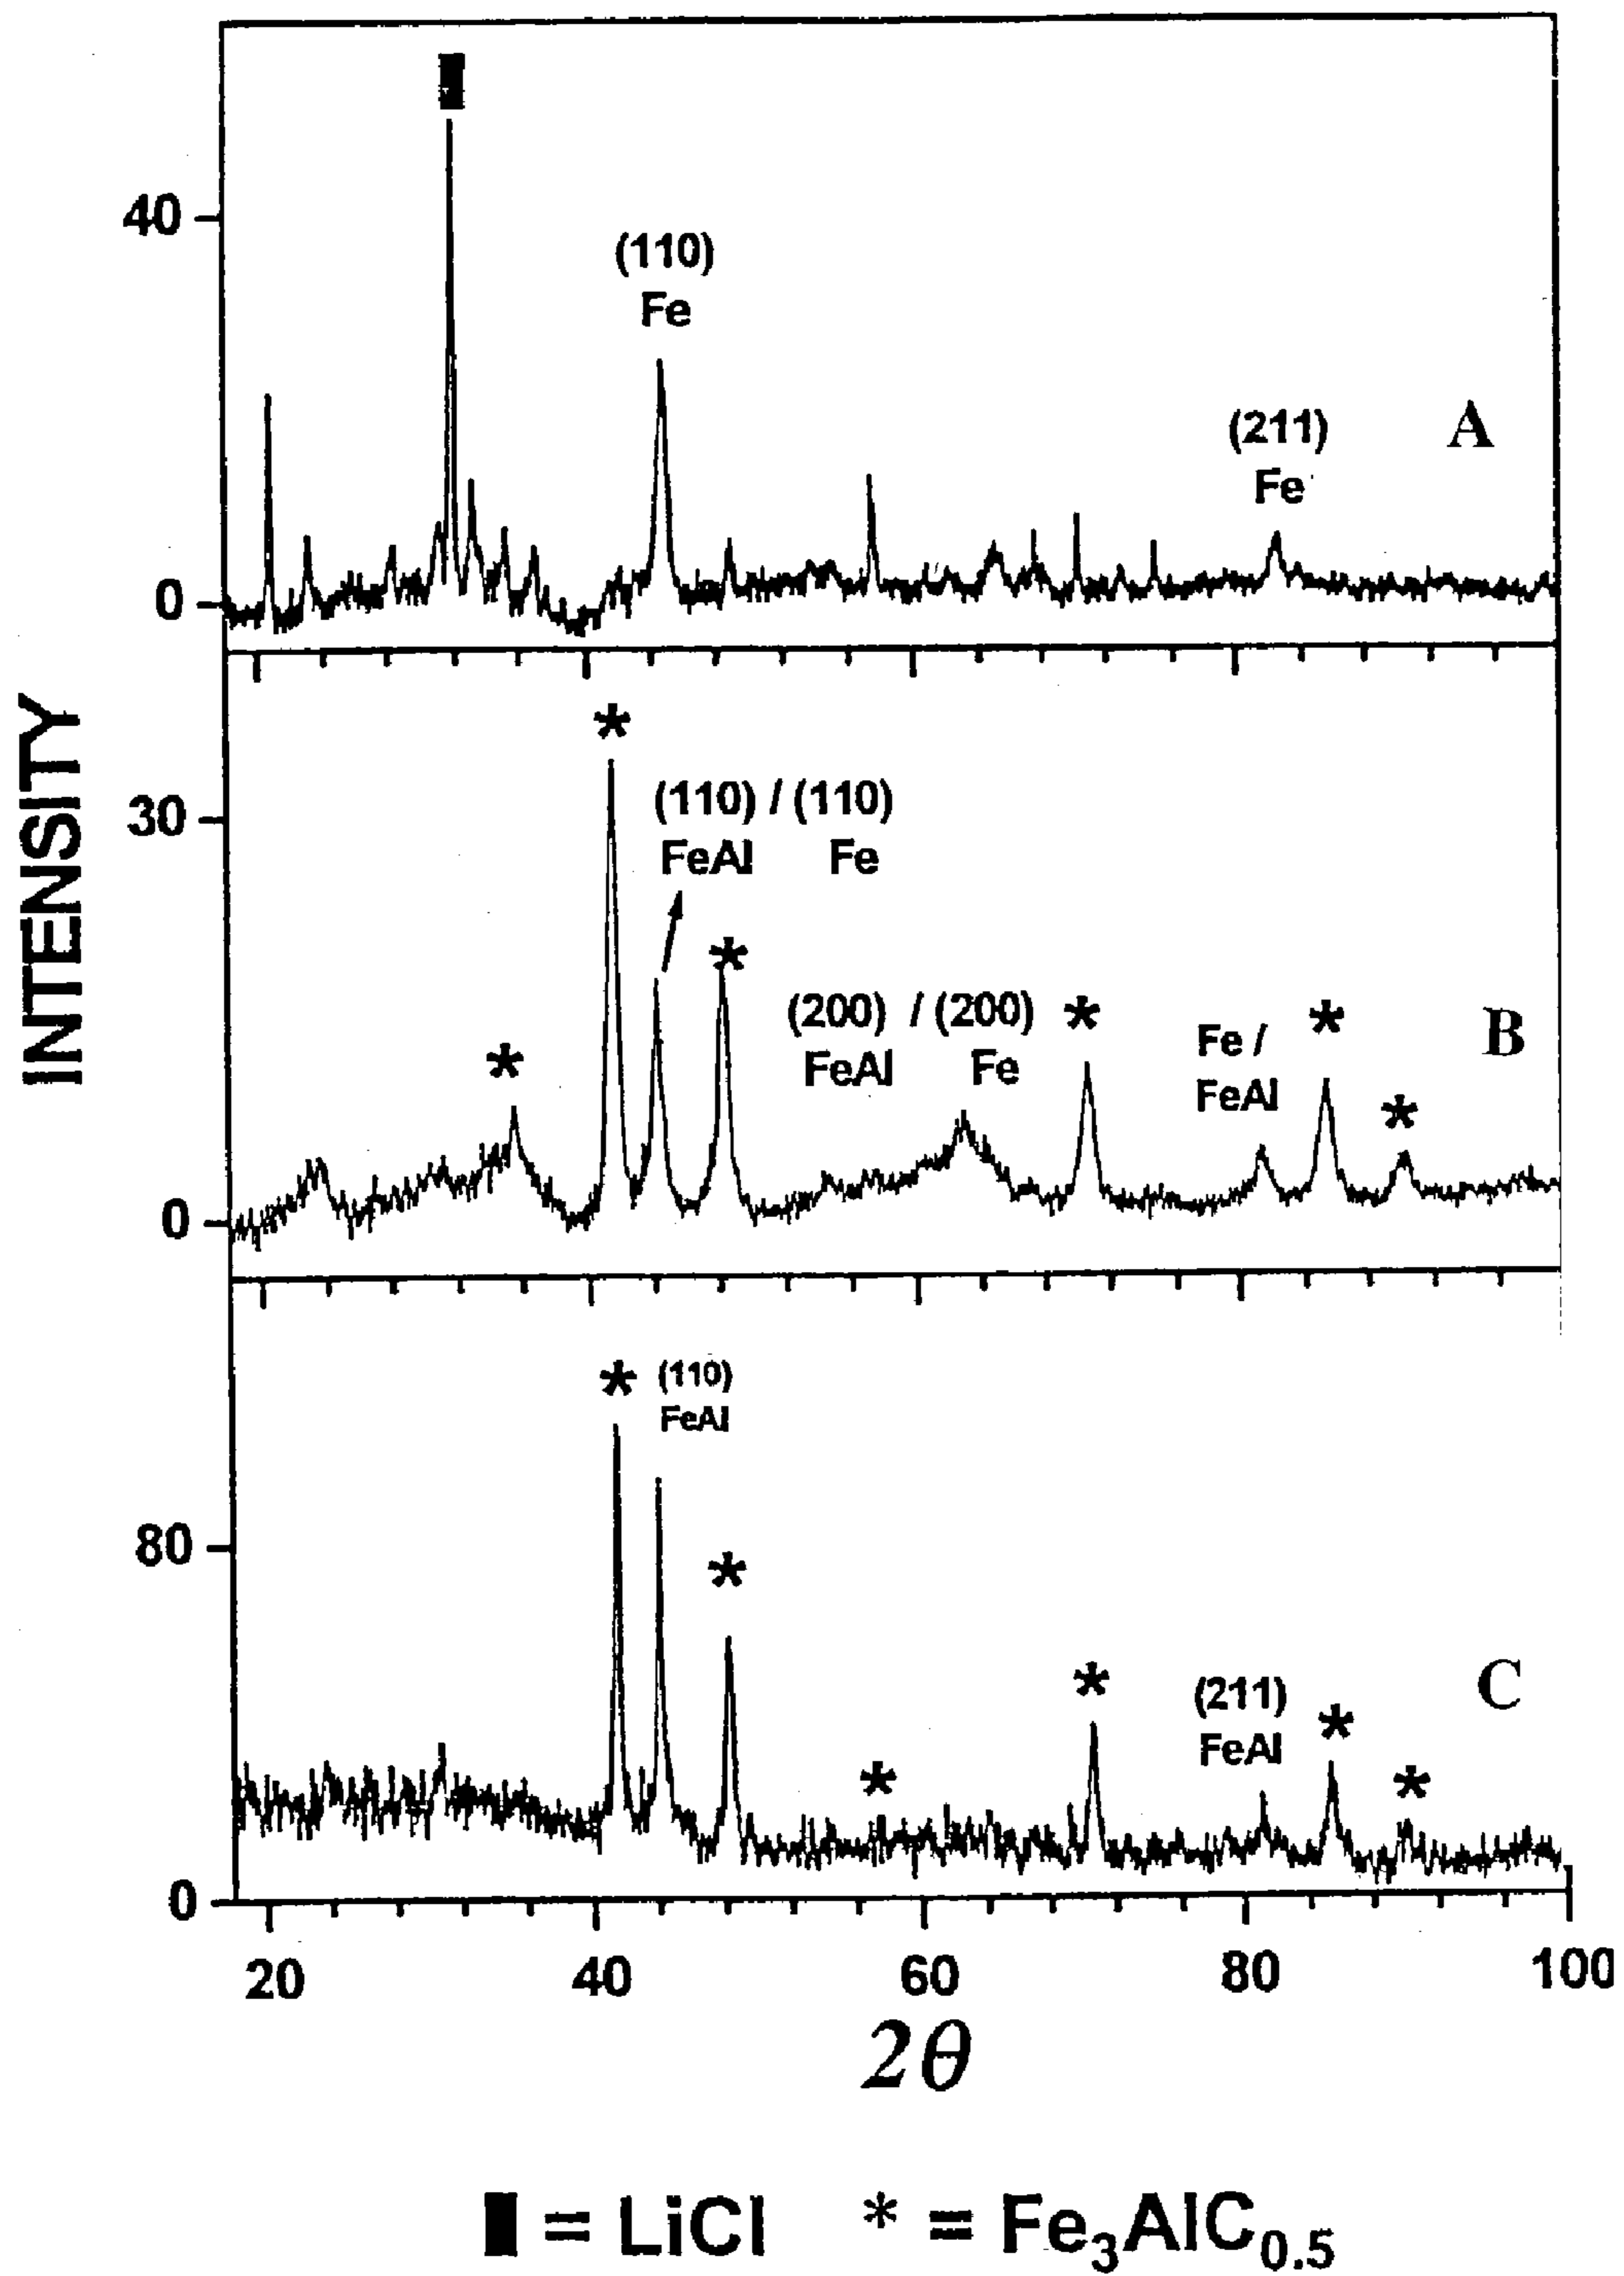 40
(110)
Fe
(211)
Fe
A
0
INTENSITY
*
30
(110) / (110)
FeAl Fe
*
(200) / (200)
FeAl Fe
*
*
Fe /
FeAl
*
*
B
0
* (110)
FeAl
80
*
*
*
(211)
FeAl
*
*
C
0
20 40 60 80 100
2θ
▮ = LiCl * = Fe₃AlC₀.₅